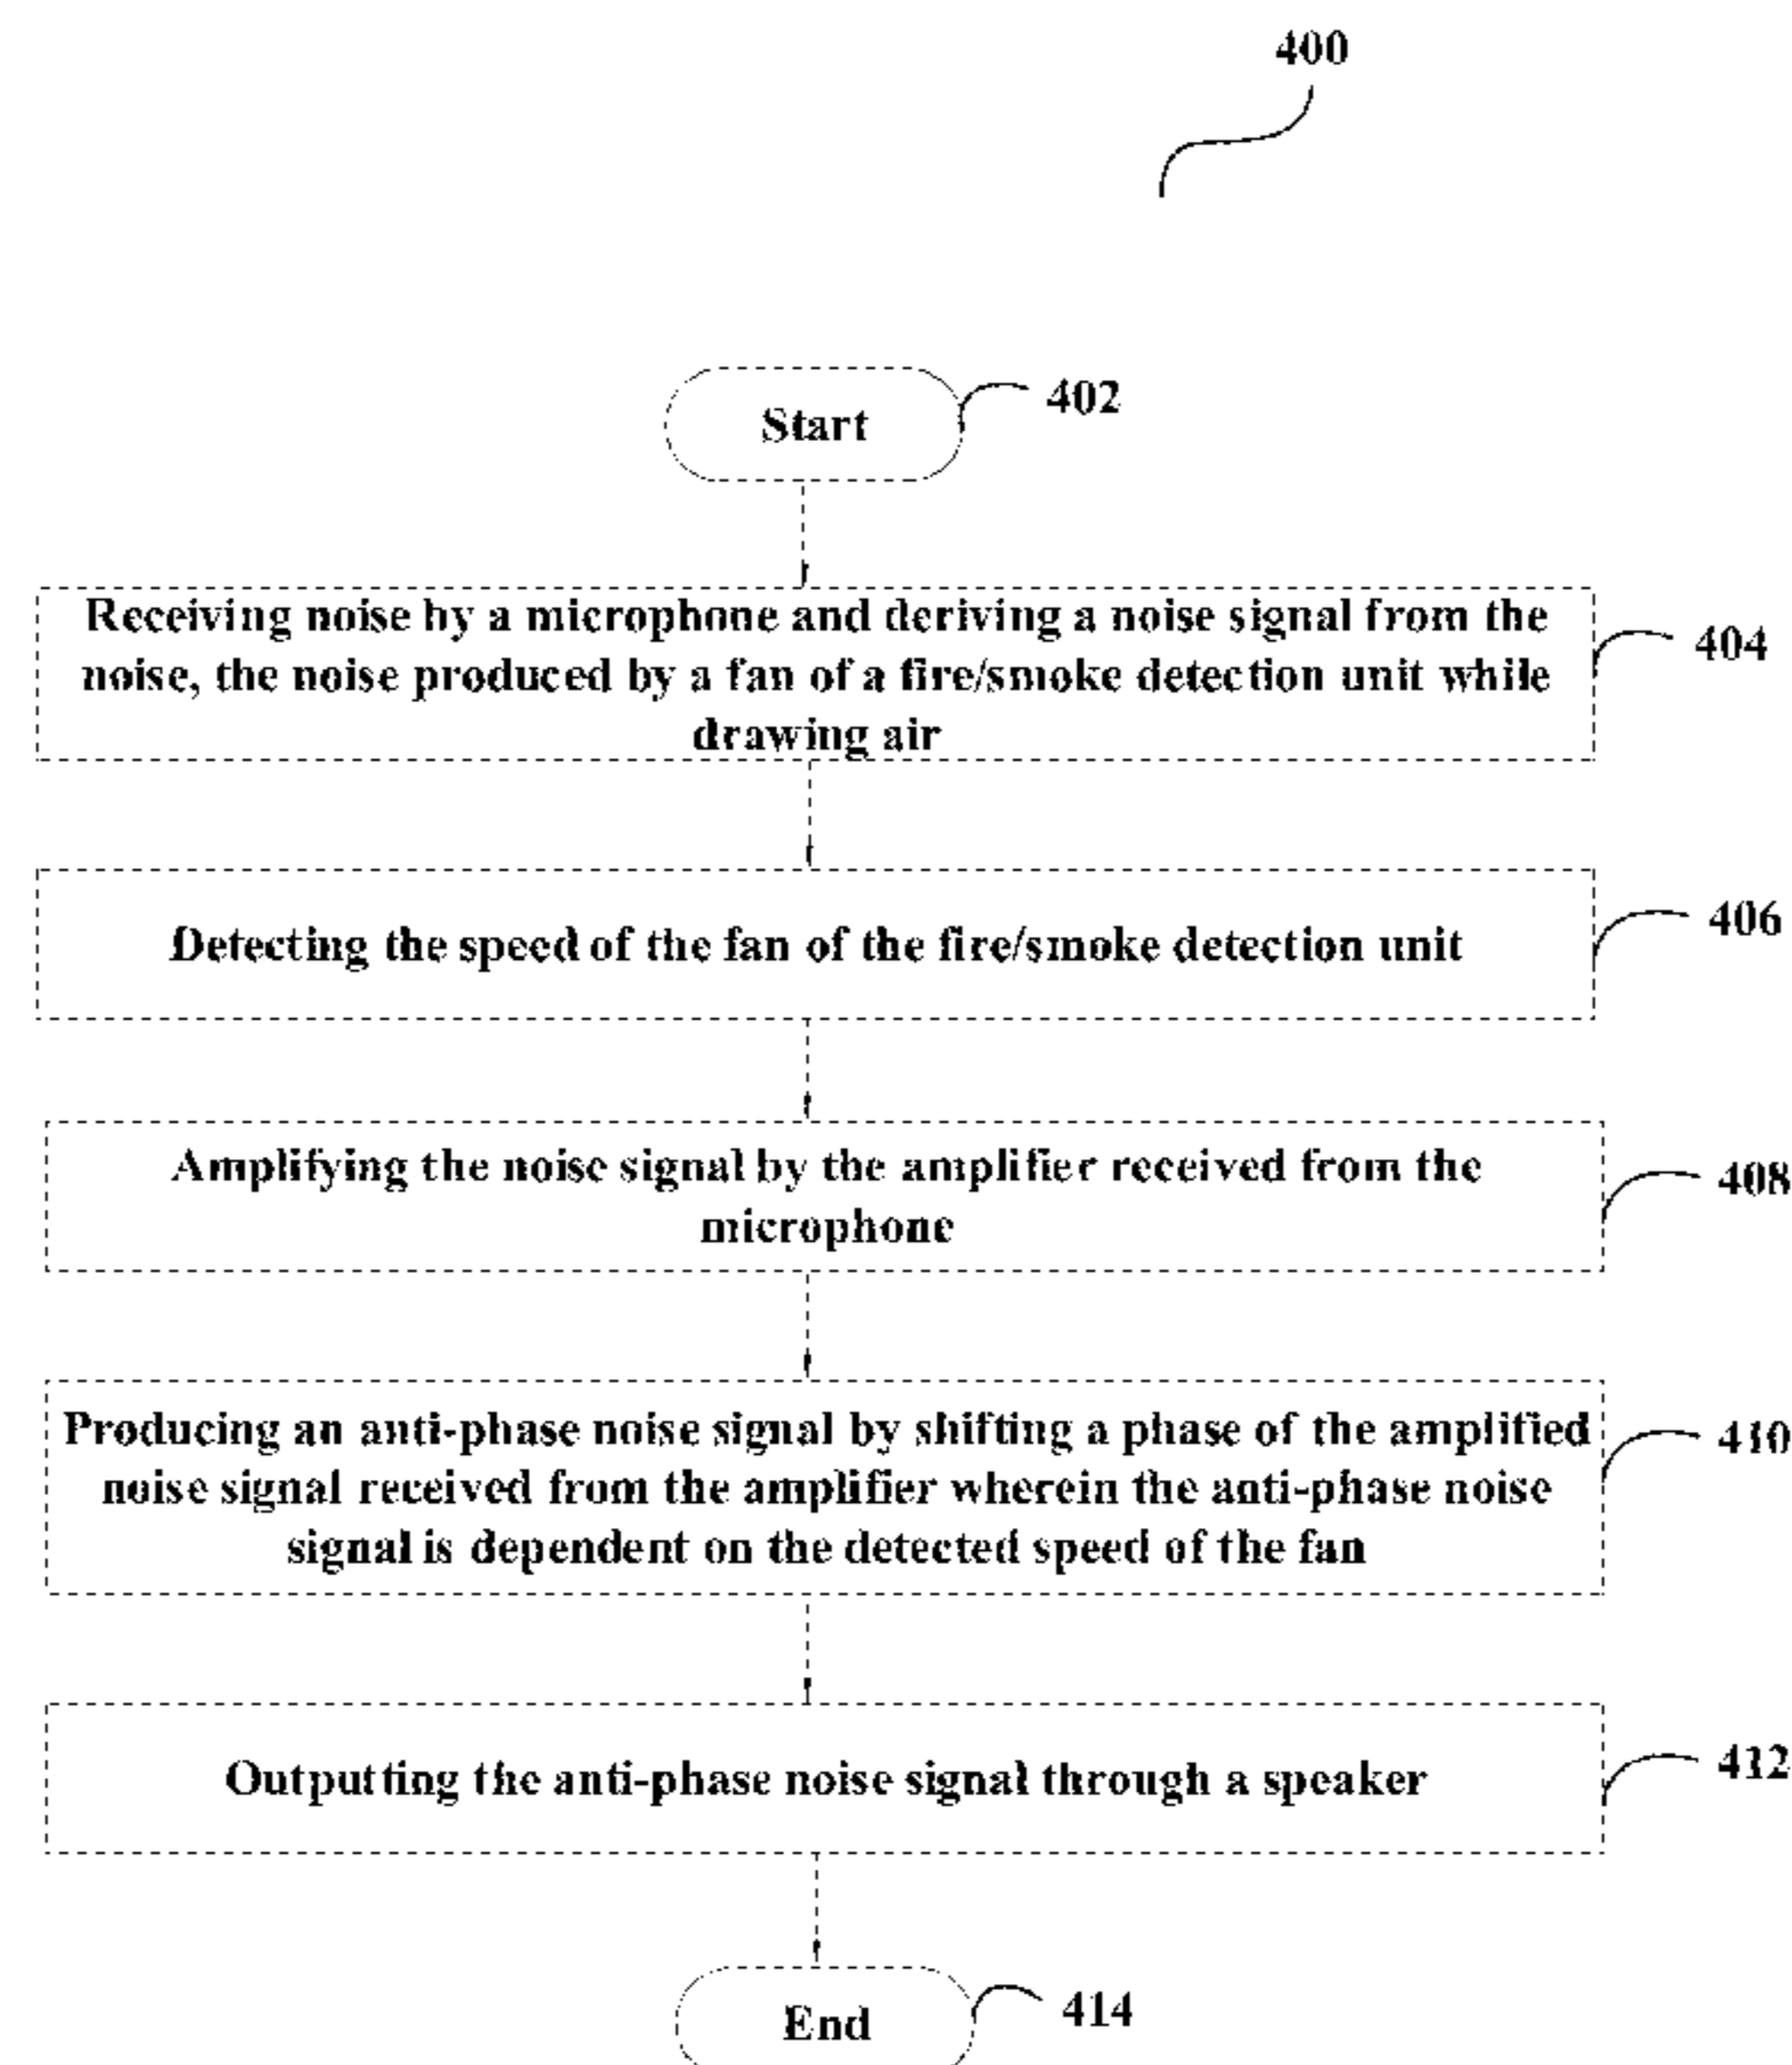 400
Start
402
Receiving noise by a microphone and deriving a noise signal from the
noise, the noise produced by a fan of a fire/smoke detection unit while
drawing air
404
Detecting the speed of the fan of the fire/smoke detection unit
406
Amplifying the noise signal by the amplifier received from the
microphone
408
Producing an anti-phase noise signal by shifting a phase of the amplified
noise signal received from the amplifier wherein the anti-phase noise
signal is dependent on the detected speed of the fan
410
Outputting the anti-phase noise signal through a speaker
412
End
414